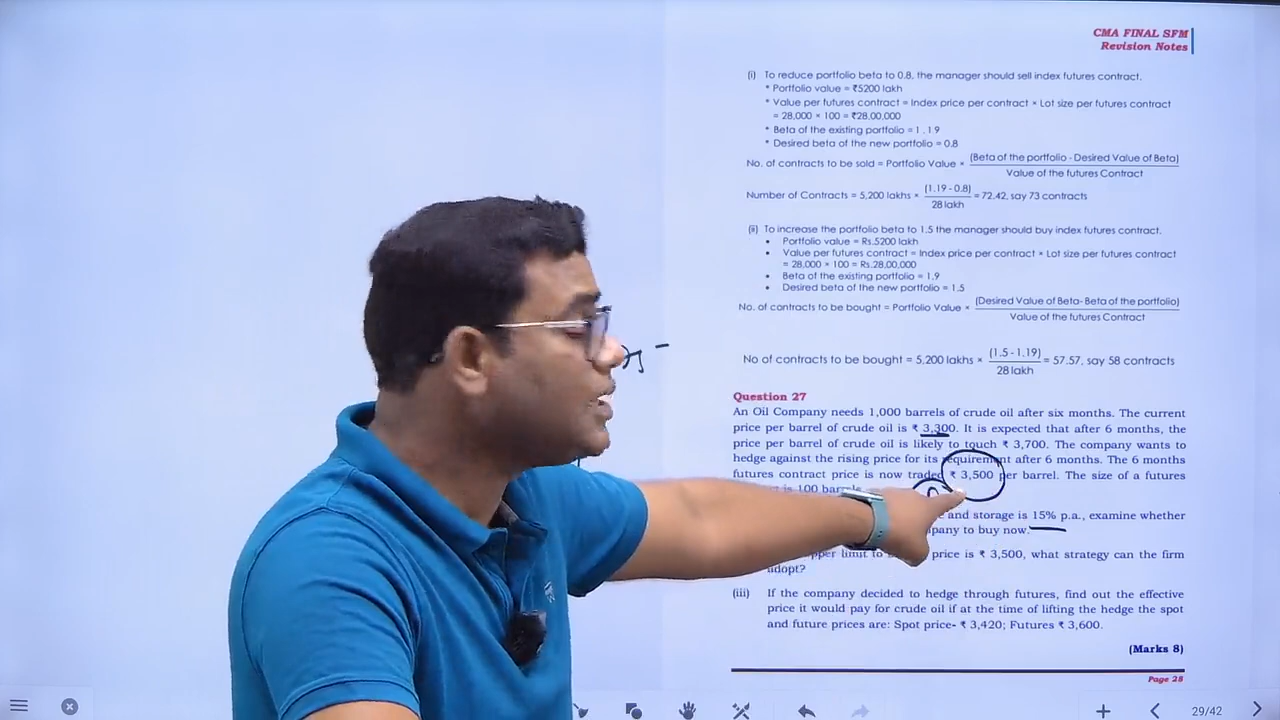 CMA FINAL SFM
Revision Notes
(i) To reduce portfolio beta to 0.8, the manager should sell index futures contract.
* Portfolio value = ₹5200 lakh
* Value per futures contract = Index price per contract × Lot size per futures contract
= 28,000 × 100 = ₹28,00,000
* Beta of the existing portfolio = 1.19
* Desired beta of the new portfolio = 0.8
No. of contracts to be sold = Portfolio Value × (Beta of the portfolio - Desired Value of Beta)
Value of the futures Contract
Number of Contracts = 5,200 lakhs × (1.19 - 0.8) = 72.42, say 73 contracts
28 lakh
(ii) To increase the portfolio beta to 1.5 the manager should buy index futures contract.
• Portfolio value = Rs.5200 lakh
• Value per futures contract = Index price per contract × Lot size per futures contract
= 28,000 × 100 = Rs.28,00,000
• Beta of the existing portfolio = 1.9
• Desired beta of the new portfolio = 1.5
No. of contracts to be bought = Portfolio Value × (Desired Value of Beta- Beta of the portfolio)
Value of the futures Contract
No of contracts to be bought = 5,200 lakhs × (1.5 - 1.19) = 57.57, say 58 contracts
28 lakh
Question 27
An Oil Company needs 1,000 barrels of crude oil after six months. The current
price per barrel of crude oil is ₹ 3,300. It is expected that after 6 months, the
price per barrel of crude oil is likely to touch ₹ 3,700. The company wants to
hedge against the rising price for its requirement after 6 months. The 6 months
futures contract price is now traded ₹ 3,500 per barrel. The size of a futures
is 100 barrels
and storage is 15% p.a., examine whether
to buy now.
limit to price is ₹ 3,500, what strategy can the firm
adopt?
(iii) If the company decided to hedge through futures, find out the effective
price it would pay for crude oil if at the time of lifting the hedge the spot
and future prices are: Spot price- ₹ 3,420; Futures ₹ 3,600.
(Marks 8)
Page 28
29/42